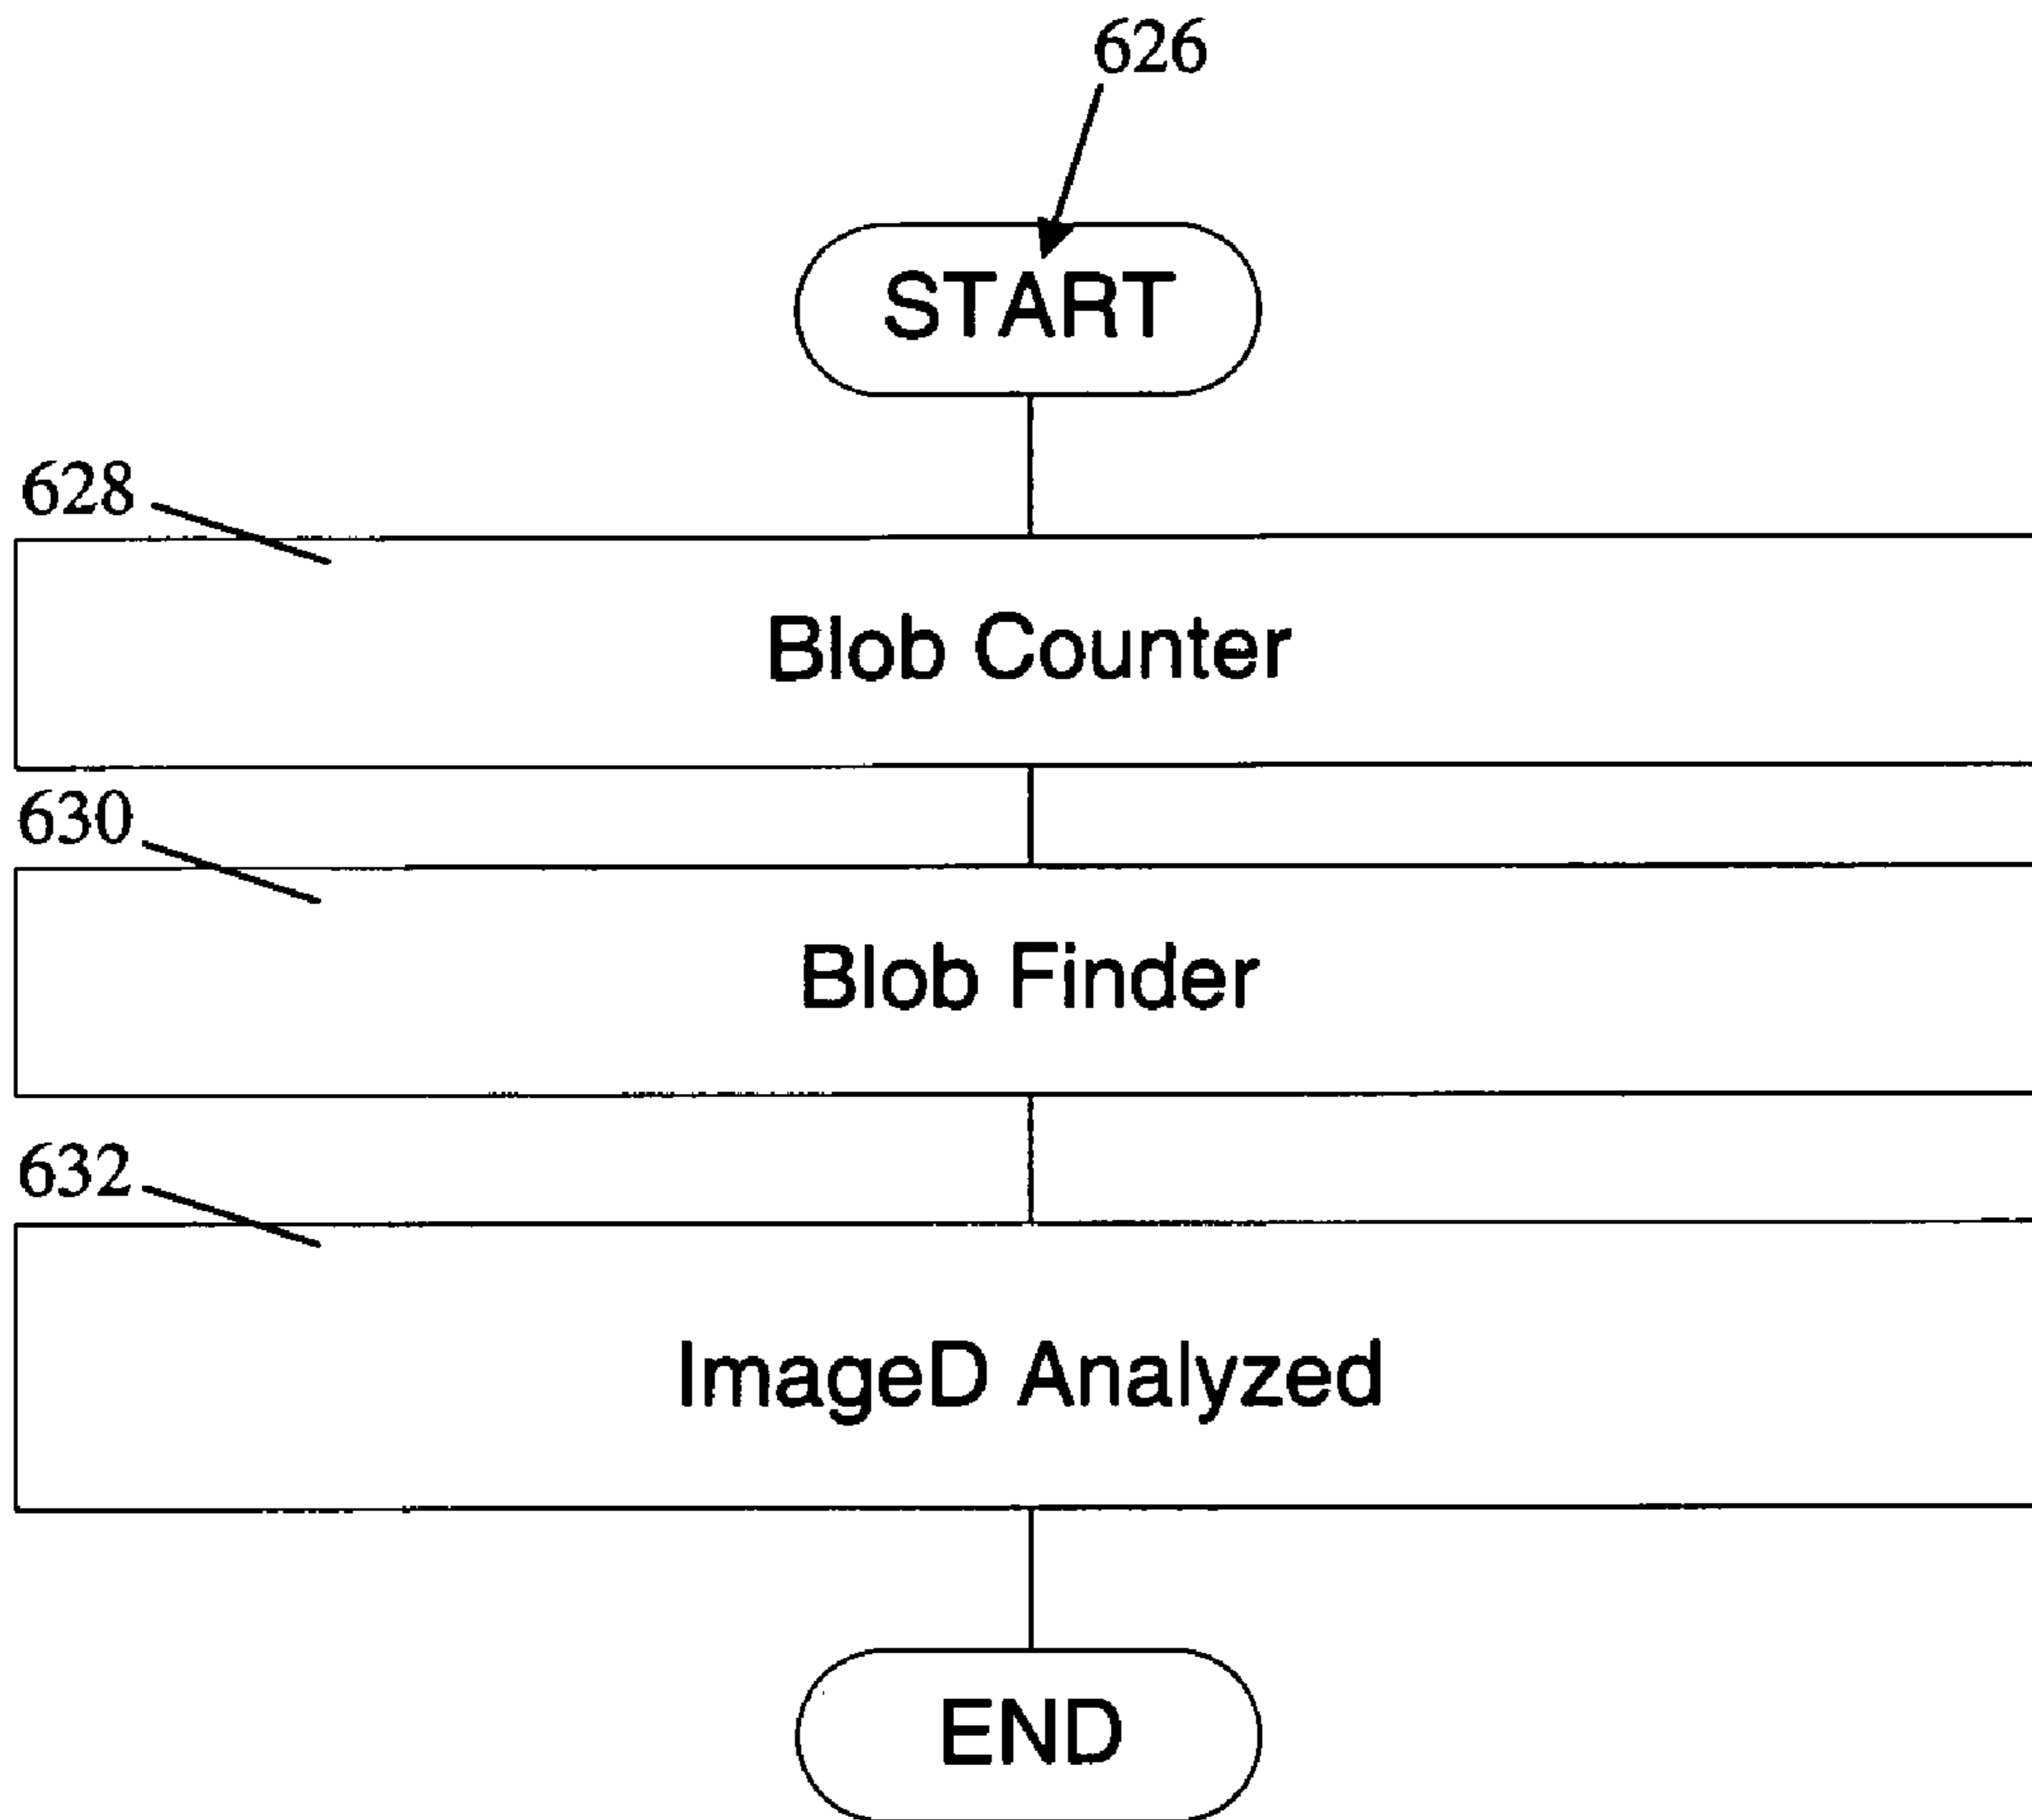 626
START
628
Blob Counter
630
Blob Finder
632
ImageD Analyzed
END